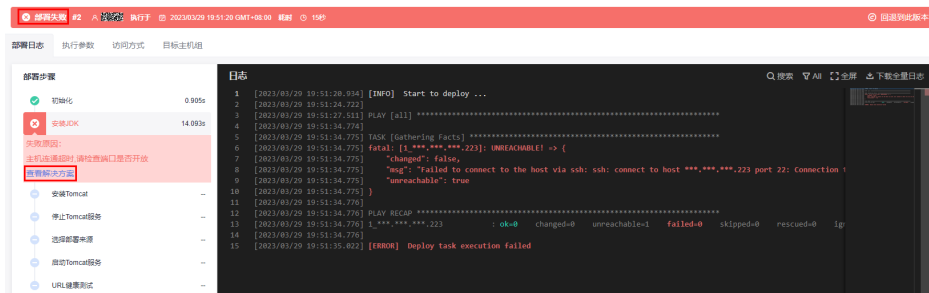 部署失败 #2 执行于 2023/03/29 19:51:20 GMT+08:00 耗时 15秒 回退到此版本
部署日志 执行参数 访问方式 目标主机组
部署步骤
初始化 0.905s
安装JDK 14.093s
失败原因：
主机连通超时,请检查端口是否开放
查看解决方案
安装Tomcat --
停止Tomcat服务 --
选择部署来源 --
启动Tomcat服务 --
URL健康测试 --
日志 搜索 All 全屏 下载全量日志
1 [2023/03/29 19:51:20.934] [INFO] Start to deploy ...
2 [2023/03/29 19:51:24.722]
3 [2023/03/29 19:51:27.511] PLAY [all] ****************************************************************
4 [2023/03/29 19:51:34.774]
5 [2023/03/29 19:51:34.775] TASK [Gathering Facts] ****************************************************
6 [2023/03/29 19:51:34.775] fatal: [1_***.***.***.223]: UNREACHABLE! => {
7 [2023/03/29 19:51:34.775] "changed": false,
8 [2023/03/29 19:51:34.775] "msg": "Failed to connect to the host via ssh: ssh: connect to host ***.***.***.223 port 22: Connection
9 [2023/03/29 19:51:34.775] "unreachable": true
10 [2023/03/29 19:51:34.775] }
11 [2023/03/29 19:51:34.776]
12 [2023/03/29 19:51:34.776] PLAY RECAP ****************************************************************
13 [2023/03/29 19:51:34.776] 1_***.***.***.223 : ok=0 changed=0 unreachable=1 failed=0 skipped=0 rescued=0
14 [2023/03/29 19:51:34.776]
15 [2023/03/29 19:51:35.022] [ERROR] Deploy task execution failed